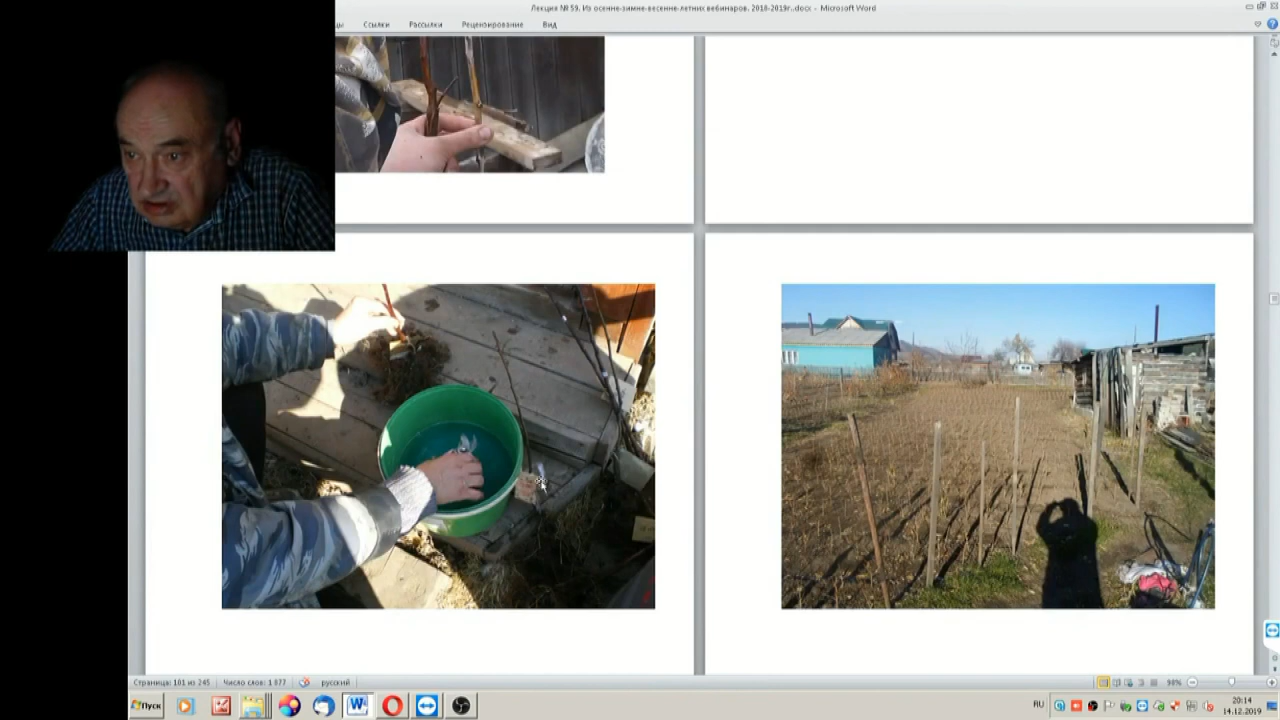 Лекция № 59. Из осенне-зимне-весенне-летних вебинаров. 2018-2019г..docx - Microsoft Word
Ссылки Рассылки Рецензирование Вид
Страница: 101 из 245 Число слов: 1 877 русский 98%
Пуск RU 20:14
14.12.2019